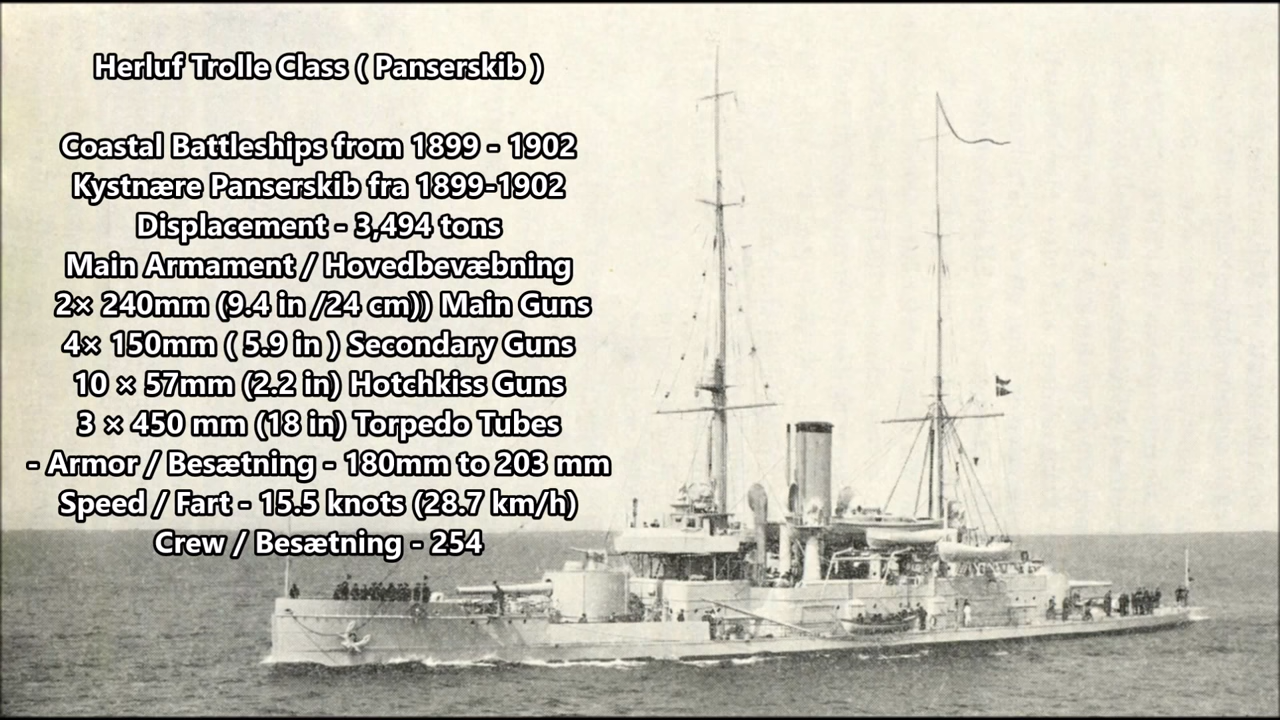 Herluf Trolle Class ( Panserskib )
Coastal Battleships from 1899 - 1902
Kystnære Panserskib fra 1899-1902
Displacement - 3,494 tons
Main Armament / Hovedbevæbning
2× 240mm (9.4 in /24 cm)) Main Guns
4× 150mm ( 5.9 in ) Secondary Guns
10 × 57mm (2.2 in) Hotchkiss Guns
3 × 450 mm (18 in) Torpedo Tubes
- Armor / Besætning - 180mm to 203 mm
Speed / Fart - 15.5 knots (28.7 km/h)
Crew / Besætning - 254